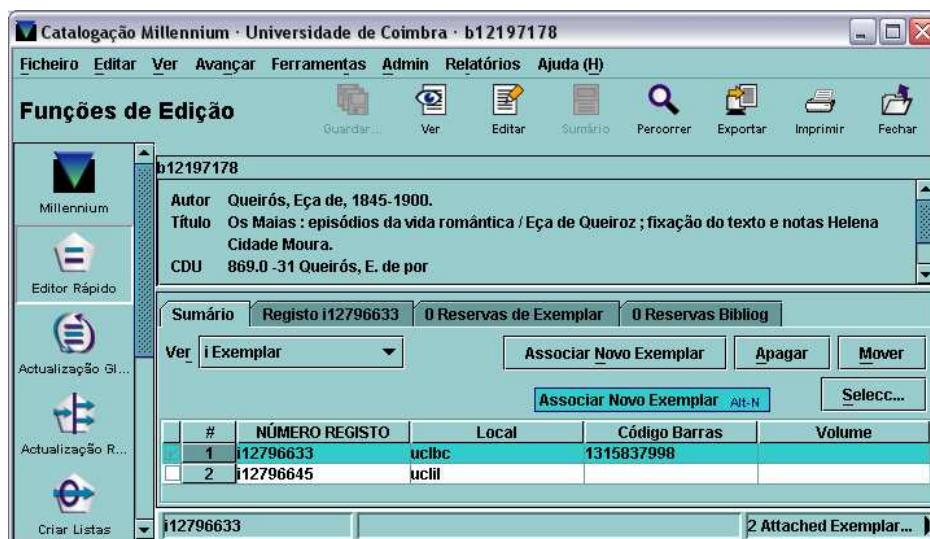 Catalogação Millennium · Universidade de Coimbra · b12197178
Ficheiro Editar Ver Avançar Ferramentas Admin Relatórios Ajuda (H)
Funções de Edição
Guardar... Ver Editar Sumário Percorrer Exportar Imprimir Fechar
Millennium
Editor Rápido
Actualização Gl...
Actualização R...
Criar Listas
b12197178
Autor Queirós, Eça de, 1845-1900.
Título Os Maias : episódios da vida romântica / Eça de Queiroz ; fixação do texto e notas Helena
Cidade Moura.
CDU 869.0 -31 Queirós, E. de por
Sumário Registo i12796633 0 Reservas de Exemplar 0 Reservas Bibliog
Ver i Exemplar Associar Novo Exemplar Apagar Mover
Associar Novo Exemplar Alt-N Selecc...
# NÚMERO REGISTO Local Código Barras Volume
1 i12796633 uclbc 1315837998
2 i12796645 uclil
i12796633 2 Attached Exemplar...